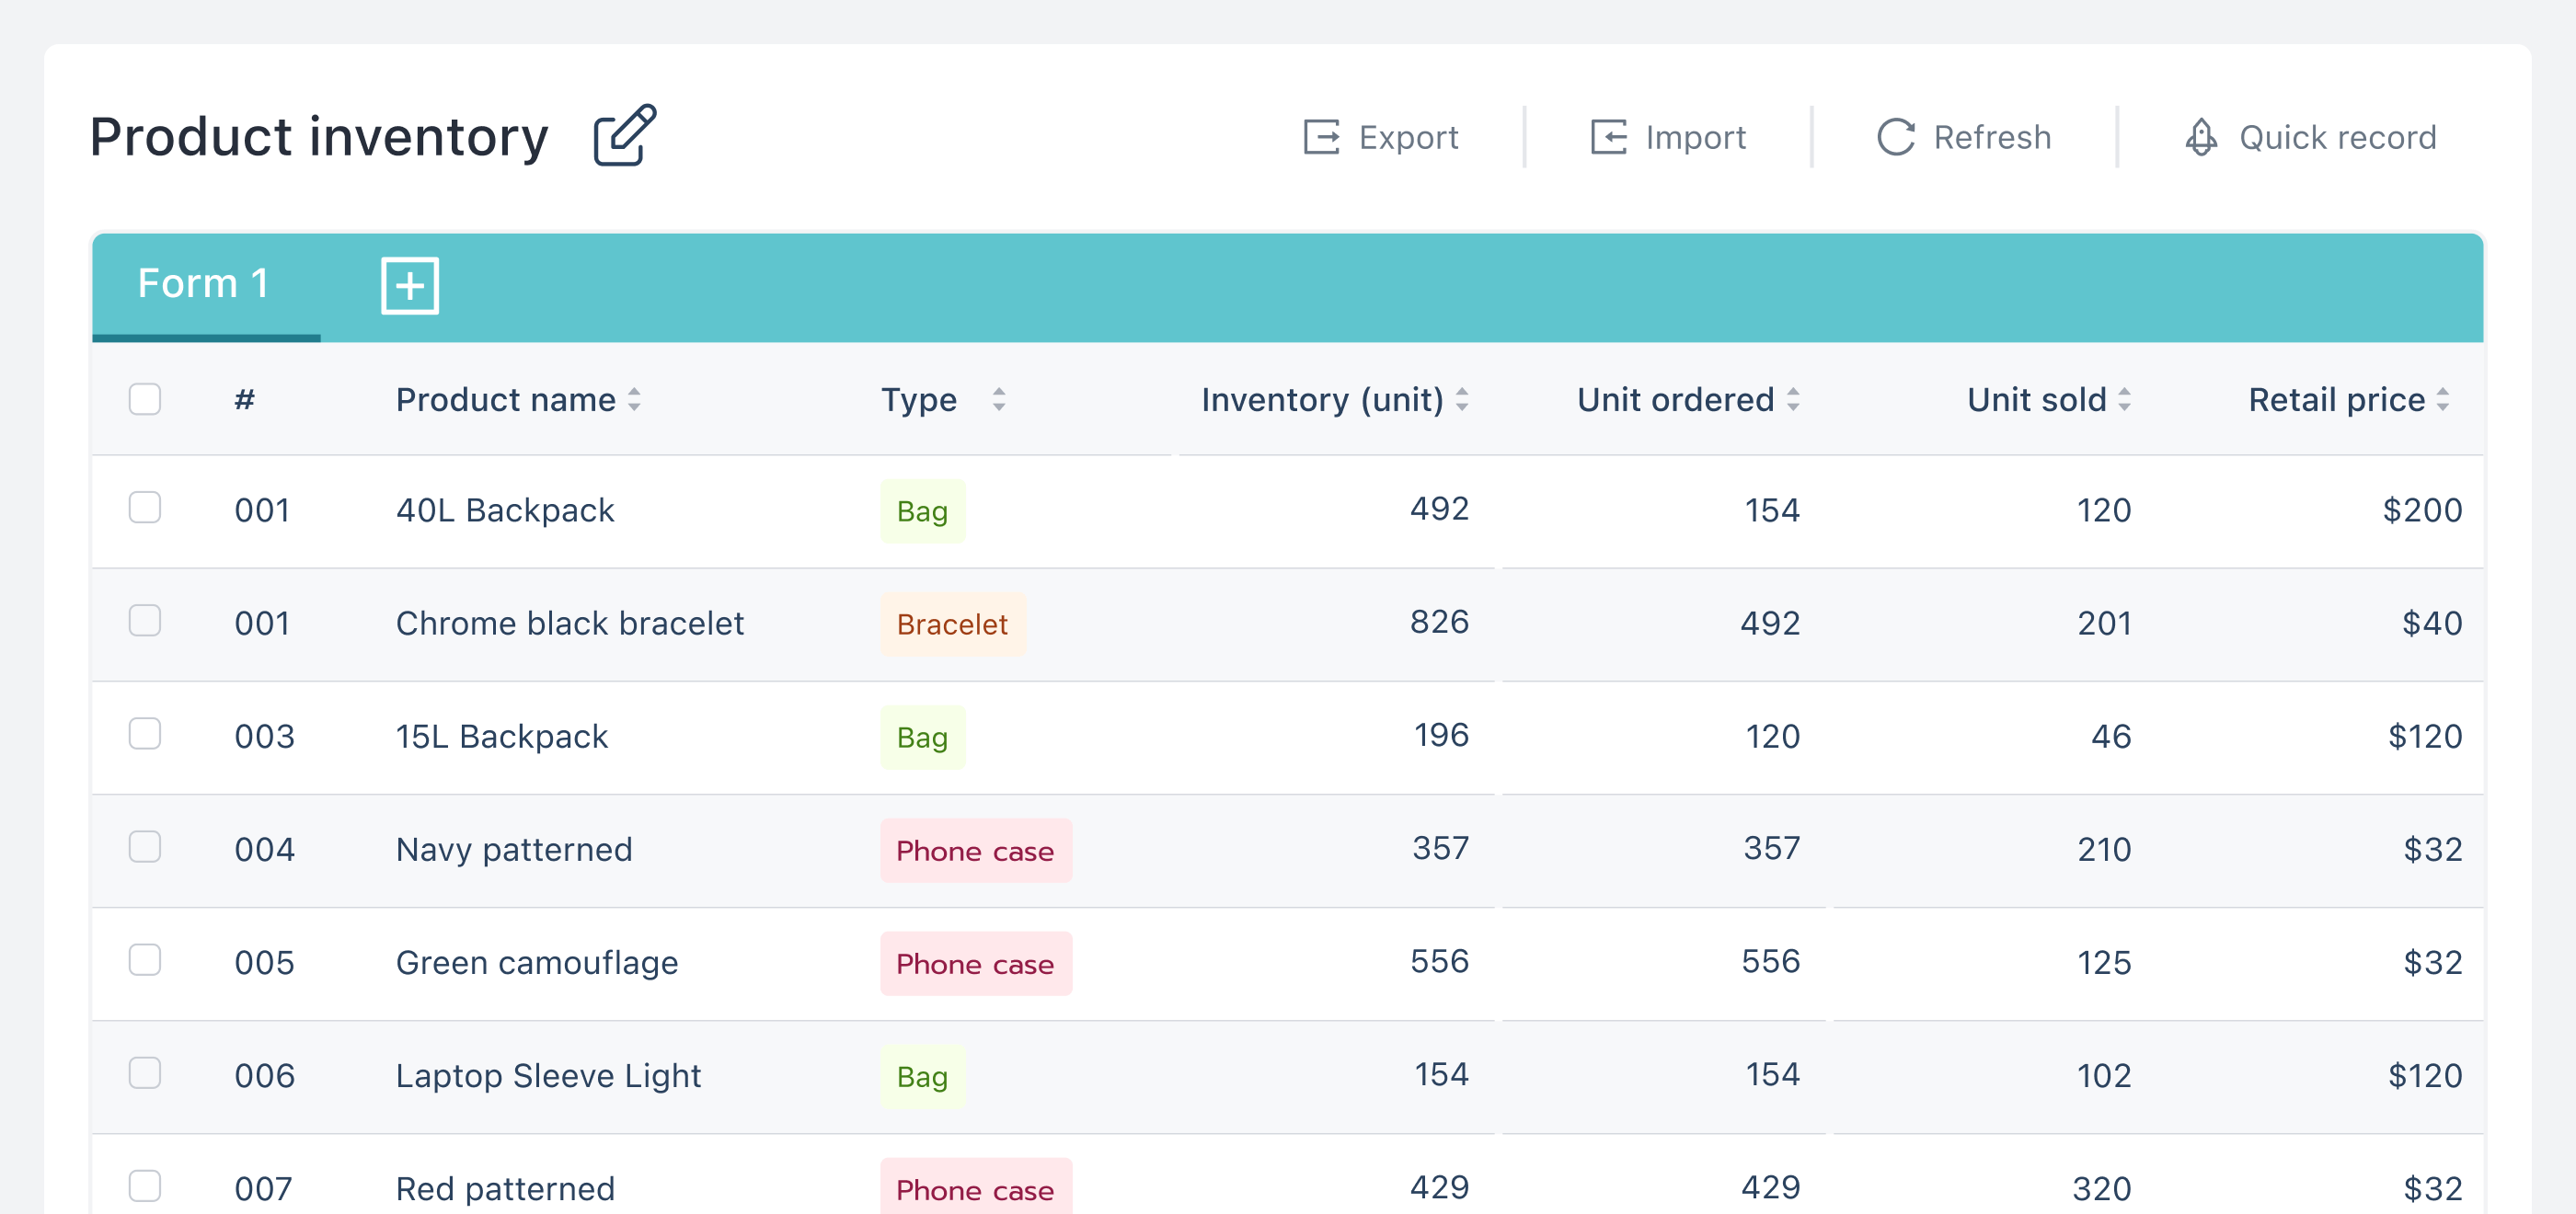 Product inventory Export Import Refresh Quick record
Form 1
# Product name Type Inventory (unit) Unit ordered Unit sold Retail price
001 40L Backpack Bag 492 154 120 $200
001 Chrome black bracelet Bracelet 826 492 201 $40
003 15L Backpack Bag 196 120 46 $120
004 Navy patterned Phone case 357 357 210 $32
005 Green camouflage Phone case 556 556 125 $32
006 Laptop Sleeve Light Bag 154 154 102 $120
007 Red patterned Phone case 429 429 320 $32